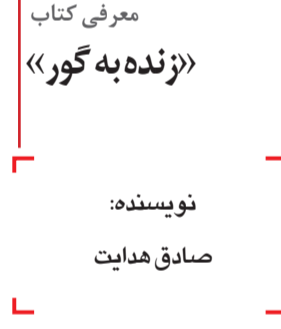 معرفی کتاب
«زنده به گور»
نویسنده:
صادق هدایت